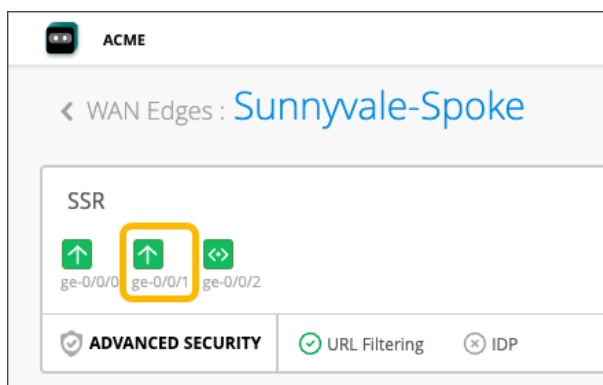 ACME
WAN Edges : Sunnyvale-Spoke
SSR
ge-0/0/0 ge-0/0/1 ge-0/0/2
ADVANCED SECURITY URL Filtering IDP